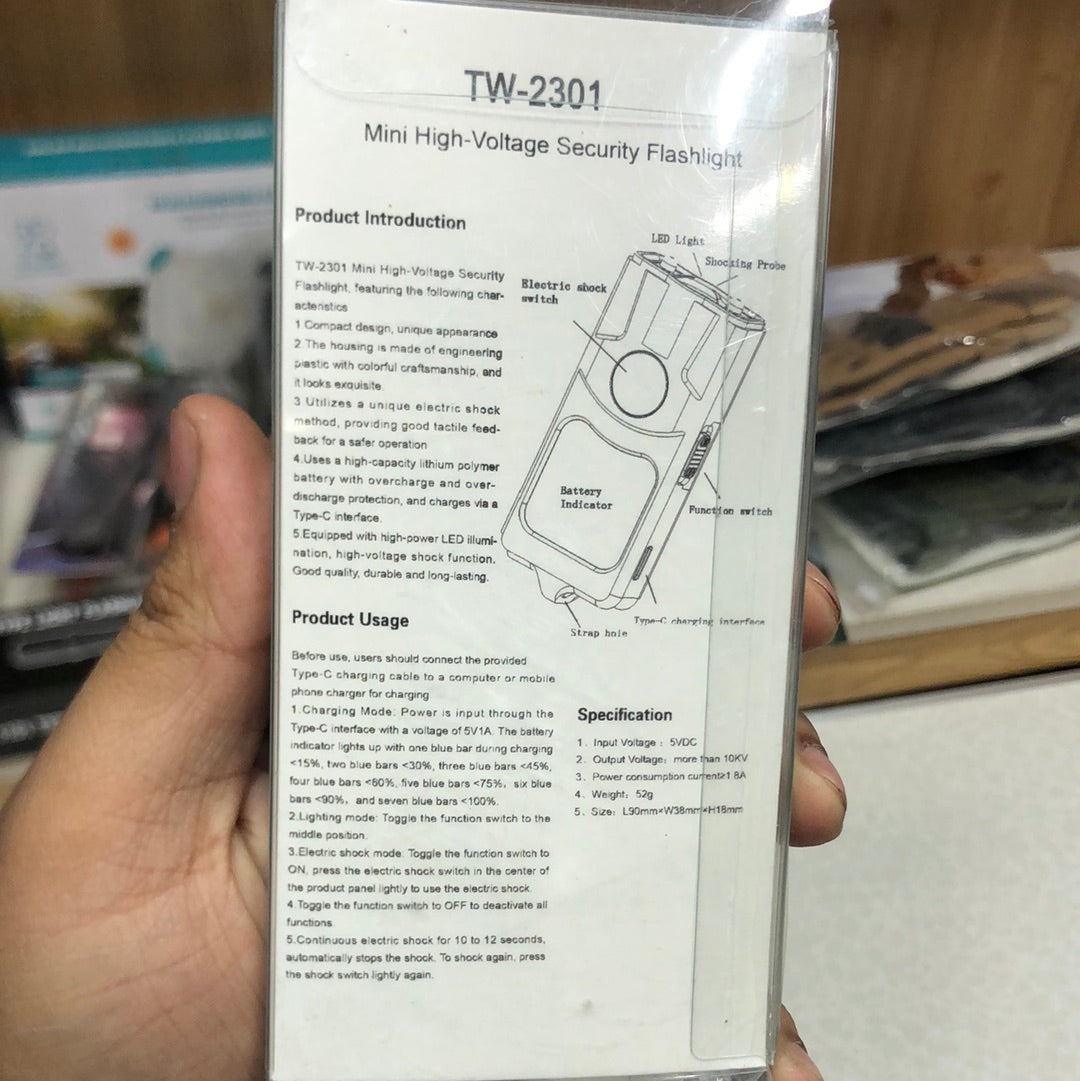 TW-2301
Mini High-Voltage Security Flashlight
Product Introduction
TW-2301 Mini High-Voltage Security
Flashlight, featuring the following char-
acteristics
1.Compact design, unique appearance
2.The housing is made of engineering
plastic with colorful craftsmanship, and
it looks exquisite.
3.Utilizes a unique electric shock
method, providing good tactile feed-
back for a safer operation
4.Uses a high-capacity lithium polymer
battery with overcharge and over-
discharge protection, and charges via a
Type-C interface.
5.Equipped with high-power LED illumi-
nation, high-voltage shock function.
Good quality, durable and long-lasting.
LED Light
Shocking Probe
Electric shock
switch
Battery
Indicator
Function switch
Type-C charging interface
Strap hole
Product Usage
Before use, users should connect the provided
Type-C charging cable to a computer or mobile
phone charger for charging
1.Charging Mode: Power is input through the
Type-C interface with a voltage of 5V1A. The battery
indicator lights up with one blue bar during charging
<15%, two blue bars <30%, three blue bars <45%,
four blue bars <60%, five blue bars <75%, six blue
bars <90%, and seven blue bars <100%.
2.Lighting mode: Toggle the function switch to the
middle position.
3.Electric shock mode: Toggle the function switch to
ON, press the electric shock switch in the center of
the product panel lightly to use the electric shock.
4.Toggle the function switch to OFF to deactivate all
functions.
5.Continuous electric shock for 10 to 12 seconds,
automatically stops the shock. To shock again, press
the shock switch lightly again.
Specification
1. Input Voltage : 5VDC
2. Output Voltage: more than 10KV
3. Power consumption current≥1.8A
4. Weight: 52g
5. Size: L90mm×W38mm×H18mm